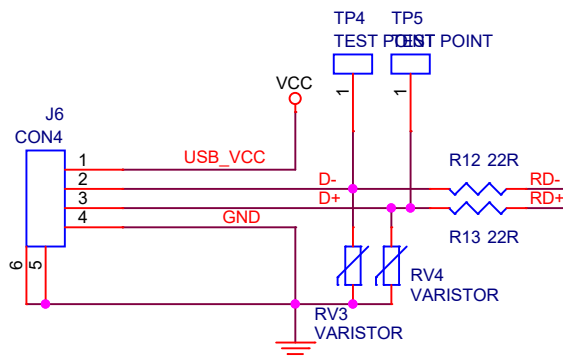 TP4 TP5
TEST POINT TEST POINT
1 1
VCC
J6
CON4
1 USB_VCC
2 D- R12 22R RD-
3 D+ RD+
4 GND R13 22R
6 5
RV4
VARISTOR
RV3
VARISTOR